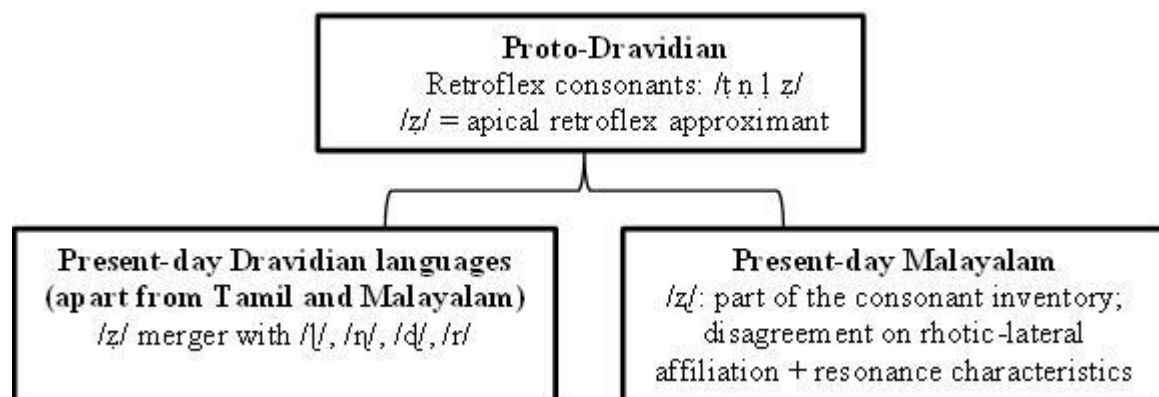 Proto-Dravidian
Retroflex consonants: /ṭ ṇ ḷ ẓ/
/ẓ/ = apical retroflex approximant
Present-day Dravidian languages
(apart from Tamil and Malayalam)
/ẓ/ merger with /ɭ/, /ɳ/, /ɖ/, /r/
Present-day Malayalam
/ʐ/: part of the consonant inventory;
disagreement on rhotic-lateral
affiliation + resonance characteristics